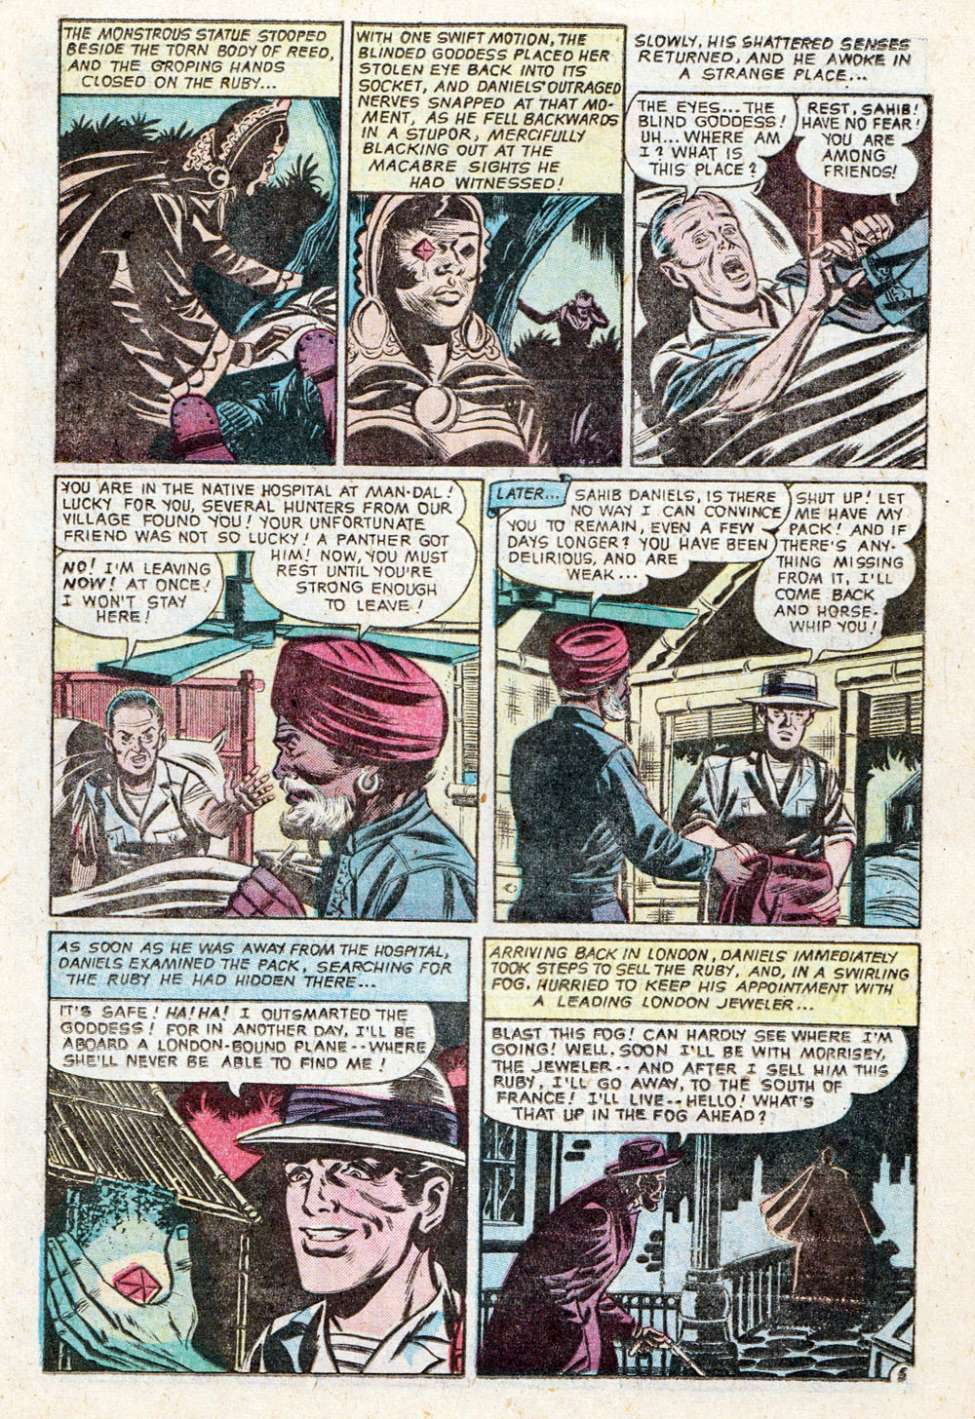 THE MONSTROUS STATUE STOOPED
BESIDE THE TORN BODY OF REED,
AND THE GROPING HANDS
CLOSED ON THE RUBY...
WITH ONE SWIFT MOTION, THE
BLINDED GODDESS PLACED HER
STOLEN EYE BACK INTO ITS
SOCKET, AND DANIELS' OUTRAGED
NERVES SNAPPED AT THAT MO-
MENT, AS HE FELL BACKWARDS
IN A STUPOR, MERCIFULLY
BLACKING OUT AT THE
MACABRE SIGHTS HE
HAD WITNESSED!
SLOWLY, HIS SHATTERED SENSES
RETURNED, AND HE AWOKE IN
A STRANGE PLACE...
THE EYES... THE
BLIND GODDESS!
UH... WHERE AM
I? WHAT IS
THIS PLACE?
REST, SAHIB!
HAVE NO FEAR!
YOU ARE
AMONG
FRIENDS!
YOU ARE IN THE NATIVE HOSPITAL AT MAN-DAL!
LUCKY FOR YOU, SEVERAL HUNTERS FROM OUR
VILLAGE FOUND YOU! YOUR UNFORTUNATE
FRIEND WAS NOT SO LUCKY! A PANTHER GOT
HIM! NOW, YOU MUST
REST UNTIL YOU'RE
STRONG ENOUGH
TO LEAVE!
NO! I'M LEAVING
NOW! AT ONCE!
I WON'T STAY
HERE!
LATER...
SAHIB DANIELS, IS THERE
NO WAY I CAN CONVINCE
YOU TO REMAIN, EVEN A FEW
DAYS LONGER? YOU HAVE BEEN
DELIRIOUS, AND ARE
WEAK...
SHUT UP! LET
ME HAVE MY
PACK! AND IF
THERE'S ANY-
THING MISSING
FROM IT, I'LL
COME BACK
AND HORSE-
WHIP YOU!
AS SOON AS HE WAS AWAY FROM THE HOSPITAL,
DANIELS EXAMINED THE PACK, SEARCHING FOR
THE RUBY HE HAD HIDDEN THERE...
IT'S SAFE! HA! HA! I OUTSMARTED THE
GODDESS! FOR IN ANOTHER DAY, I'LL BE
ABOARD A LONDON-BOUND PLANE--WHERE
SHE'LL NEVER BE ABLE TO FIND ME!
ARRIVING BACK IN LONDON, DANIELS IMMEDIATELY
TOOK STEPS TO SELL THE RUBY, AND, IN A SWIRLING
FOG, HURRIED TO KEEP HIS APPOINTMENT WITH
A LEADING LONDON JEWELER...
BLAST THIS FOG! CAN HARDLY SEE WHERE I'M
GOING! WELL, SOON I'LL BE WITH MORRISEY,
THE JEWELER-- AND AFTER I SELL HIM THIS
RUBY, I'LL GO AWAY, TO THE SOUTH OF
FRANCE! I'LL LIVE--HELLO! WHAT'S
THAT UP IN THE FOG AHEAD?
5